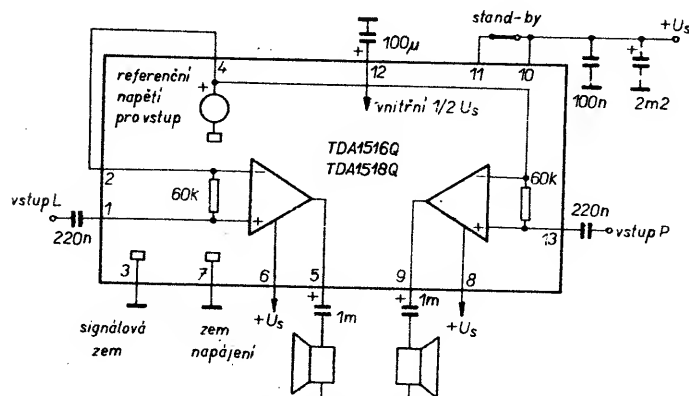 stand-by
+Us
+
100µ
4
12
11
10
+
100n
2m2
referenční
napětí
pro vstup
+
vnitřní 1/2 Us
TDA1516Q
TDA1518Q
2
60k
−
−
60k
vstup L
1
+
+
13
220n
vstup P
220n
3
7
6
5
9
8
signálová
zem
zem
napájení
+Us
+
1m
+
1m
+Us